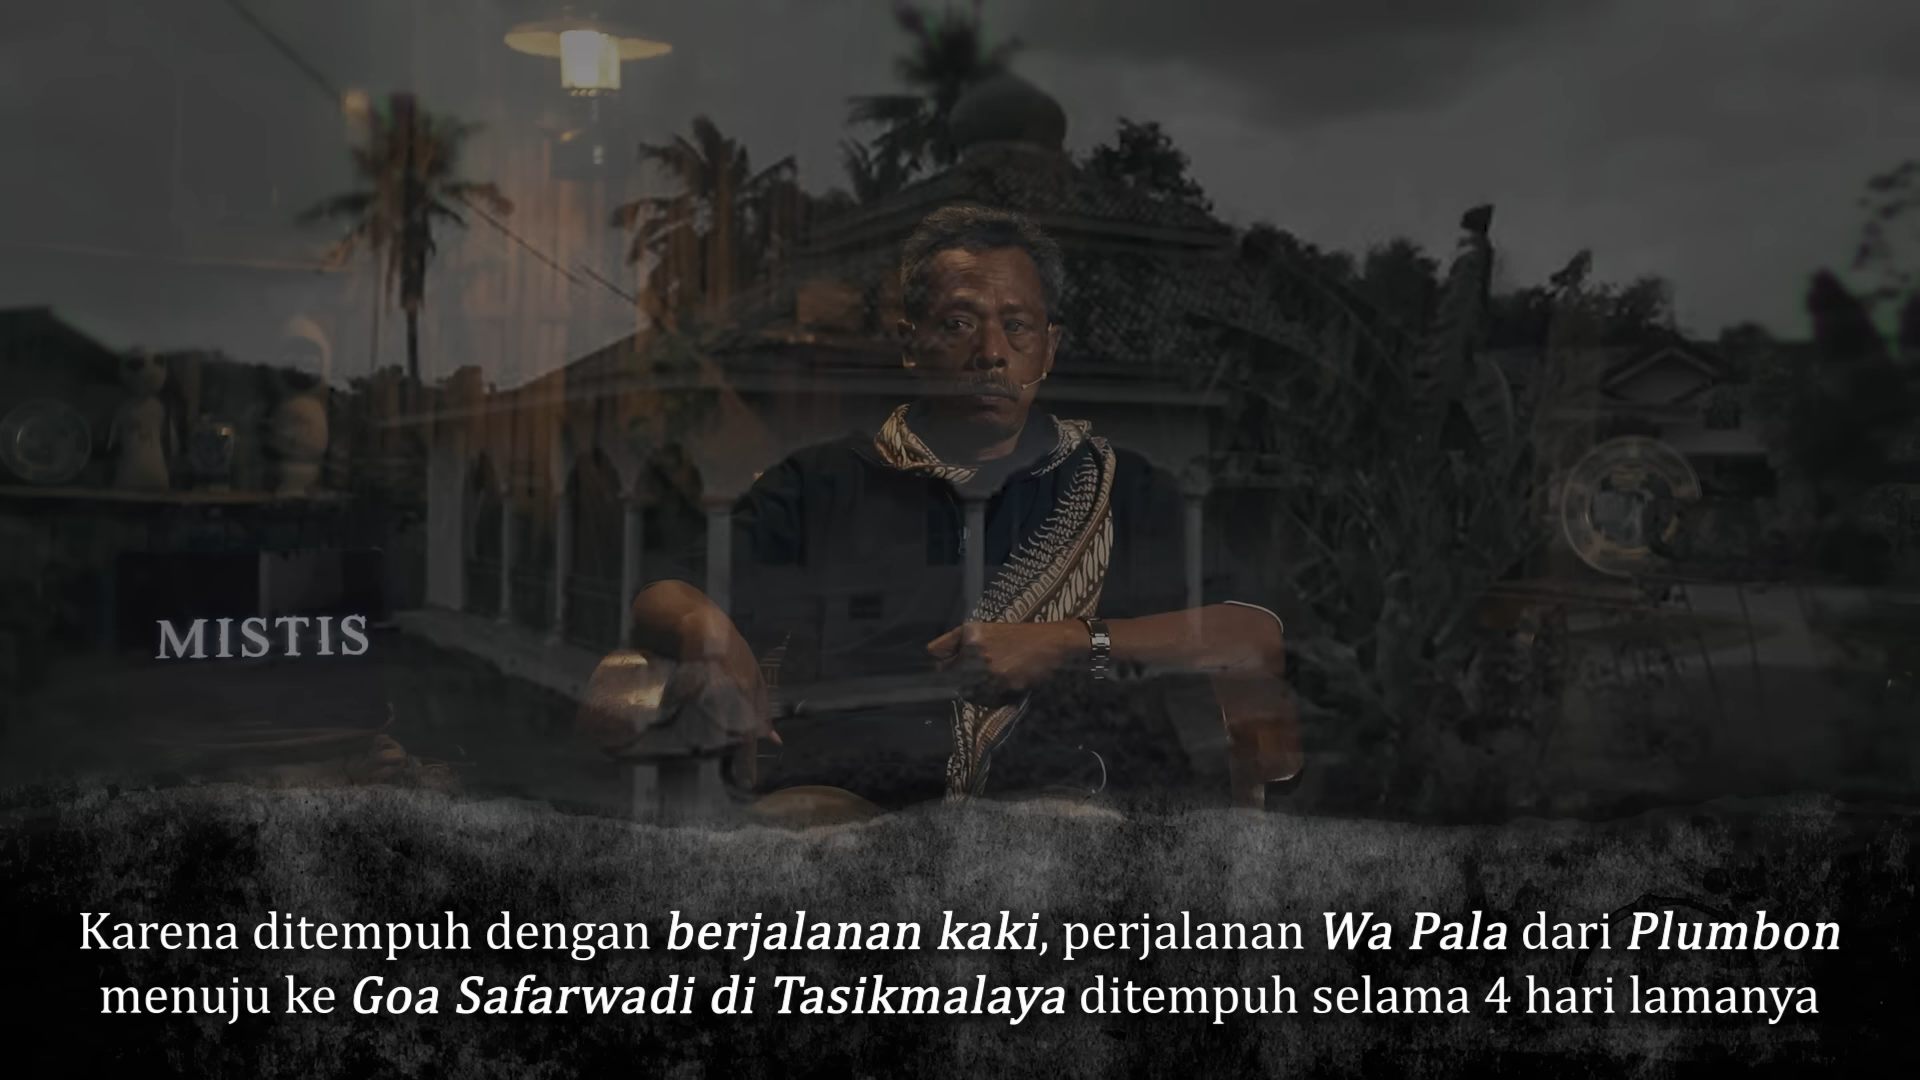 MISTIS
Karena ditempuh dengan berjalanan kaki, perjalanan Wa Pala dari Plumbon
menuju ke Goa Safarwadi di Tasikmalaya ditempuh selama 4 hari lamanya